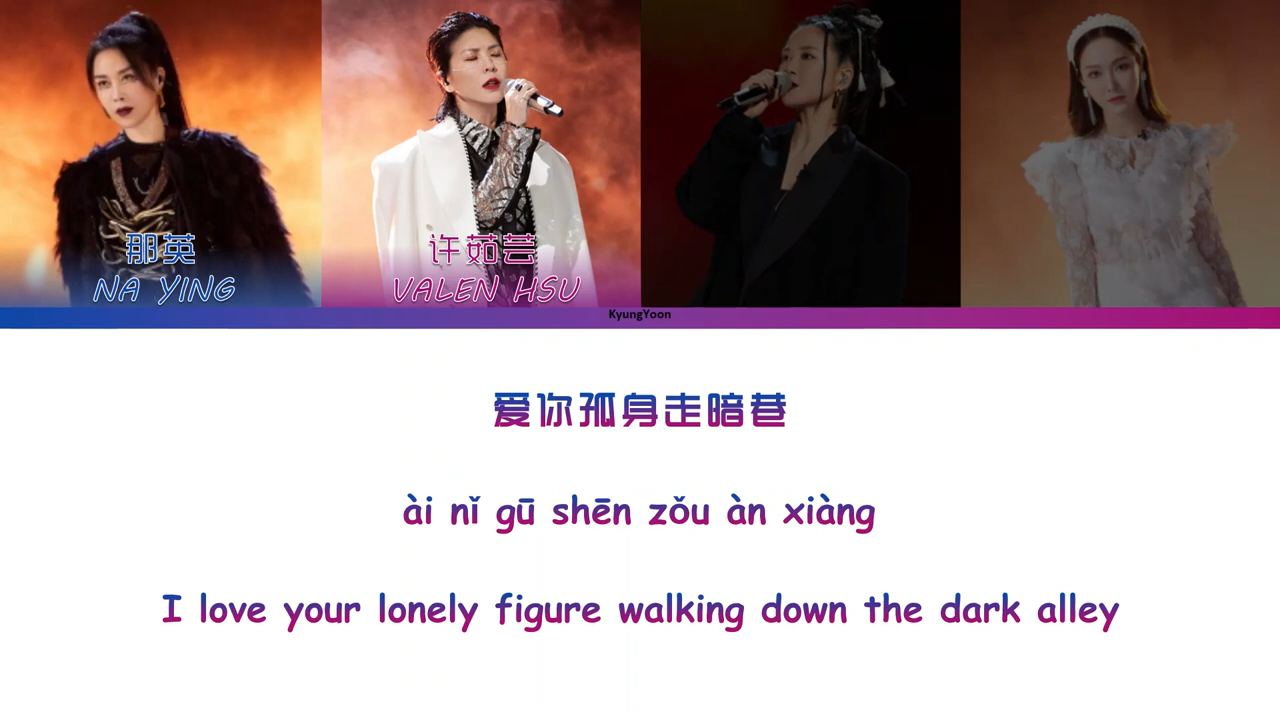 那英
NA YING
许茹芸
VALEN HSU
KyungYoon
爱你孤身走暗巷
ài nǐ gū shēn zǒu àn xiàng
I love your lonely figure walking down the dark alley